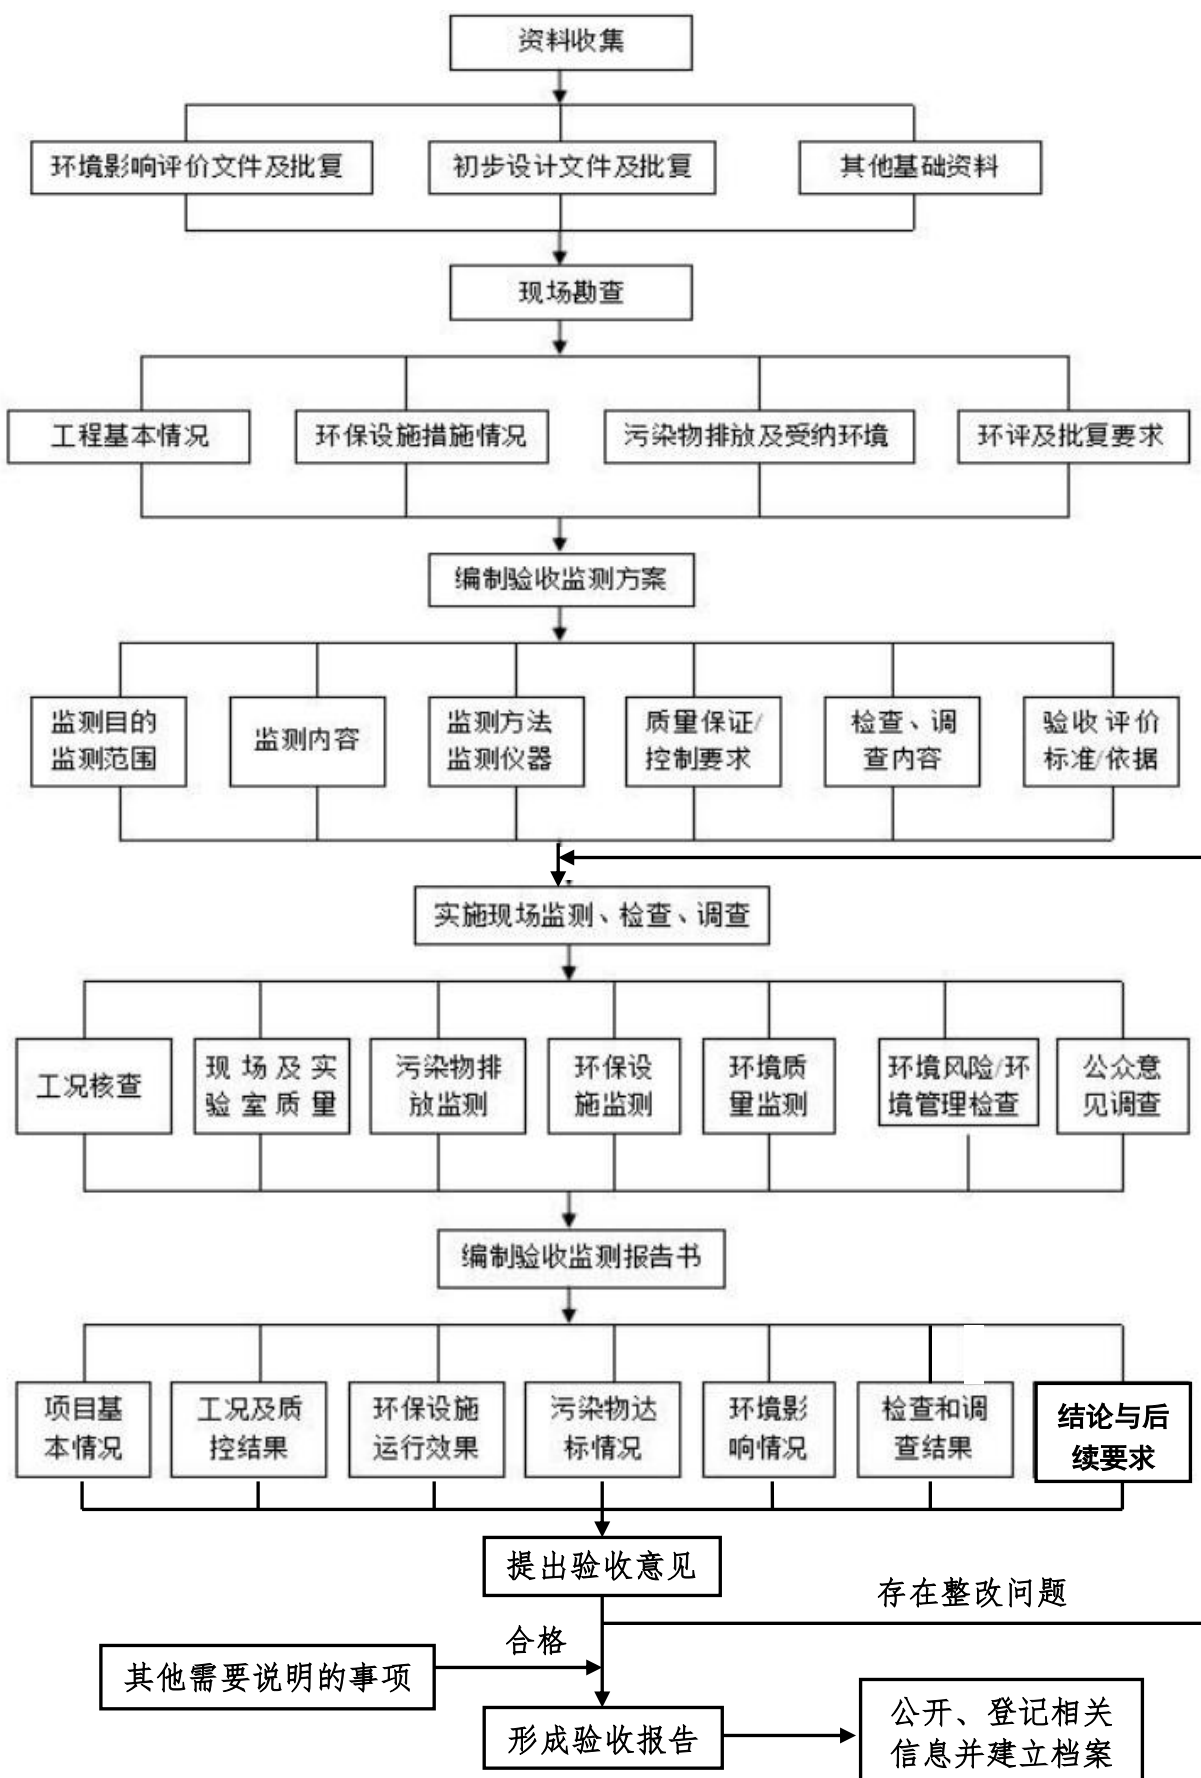 资料收集
环境影响评价文件及批复
初步设计文件及批复
其他基础资料
现场勘查
工程基本情况
环保设施措施情况
污染物排放及受纳环境
环评及批复要求
编制验收监测方案
监测目的
监测范围
监测内容
监测方法
监测仪器
质量保证/
控制要求
检查、调
查内容
验收评价
标准/依据
实施现场监测、检查、调查
工况核查
现场及实
验室质量
污染物排
放监测
环保设
施监测
环境质
量监测
环境风险/环
境管理检查
公众意
见调查
编制验收监测报告书
项目基
本情况
工况及质
控结果
环保设施
运行效果
污染物达
标情况
环境影
响情况
检查和调
查结果
结论与后
续要求
提出验收意见
存在整改问题
合格
其他需要说明的事项
形成验收报告
公开、登记相关
信息并建立档案